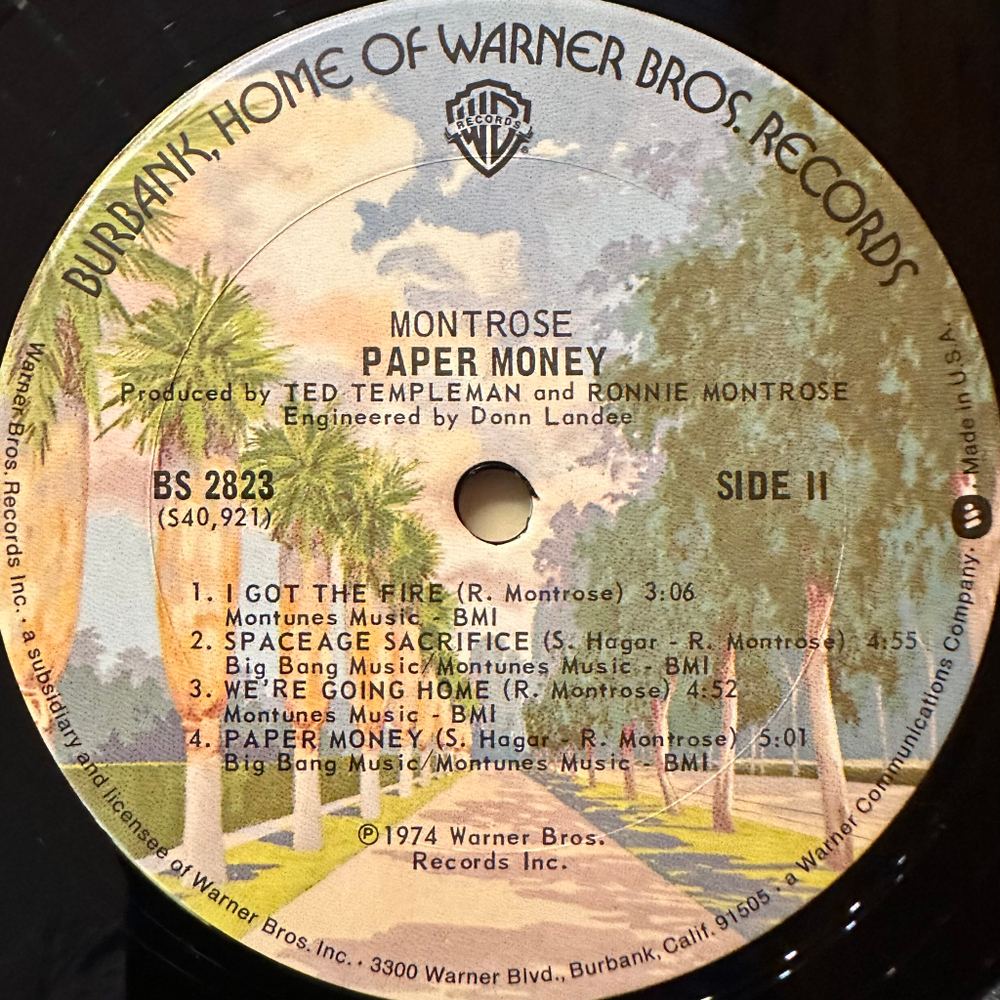 BURBANK, HOME OF WARNER BROS. RECORDS
WB
RECORDS
®
MONTROSE
PAPER MONEY
Produced by TED TEMPLEMAN and RONNIE MONTROSE
Engineered by Donn Landee
BS 2823
(S40,921)
SIDE II
1. I GOT THE FIRE (R. Montrose) 3:06
Montunes Music - BMI
2. SPACEAGE SACRIFICE (S. Hagar - R. Montrose) 4:55
Big Bang Music/Montunes Music - BMI
3. WE'RE GOING HOME (R. Montrose) 4:52
Montunes Music - BMI
4. PAPER MONEY (S. Hagar - R. Montrose) 5:01
Big Bang Music/Montunes Music - BMI
℗1974 Warner Bros.
Records Inc.
Warner Bros. Records Inc. • a subsidiary and licensee of Warner Bros. Inc. • 3300 Warner Blvd., Burbank, Calif. 91505 • a Warner Communications Company. • Made in U.S.A.